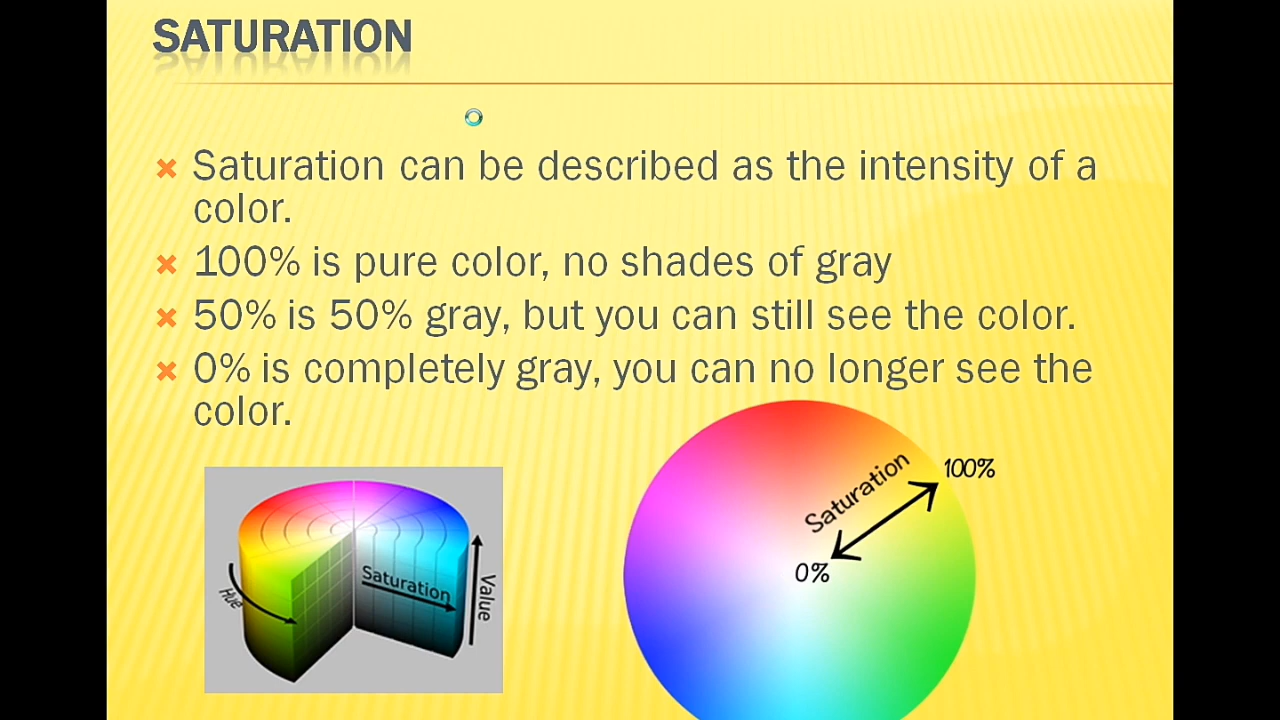 SATURATION
Saturation can be described as the intensity of a
color.
100% is pure color, no shades of gray
50% is 50% gray, but you can still see the color.
0% is completely gray, you can no longer see the
color.
Saturation
100%
0%
Hue
Saturation
Value